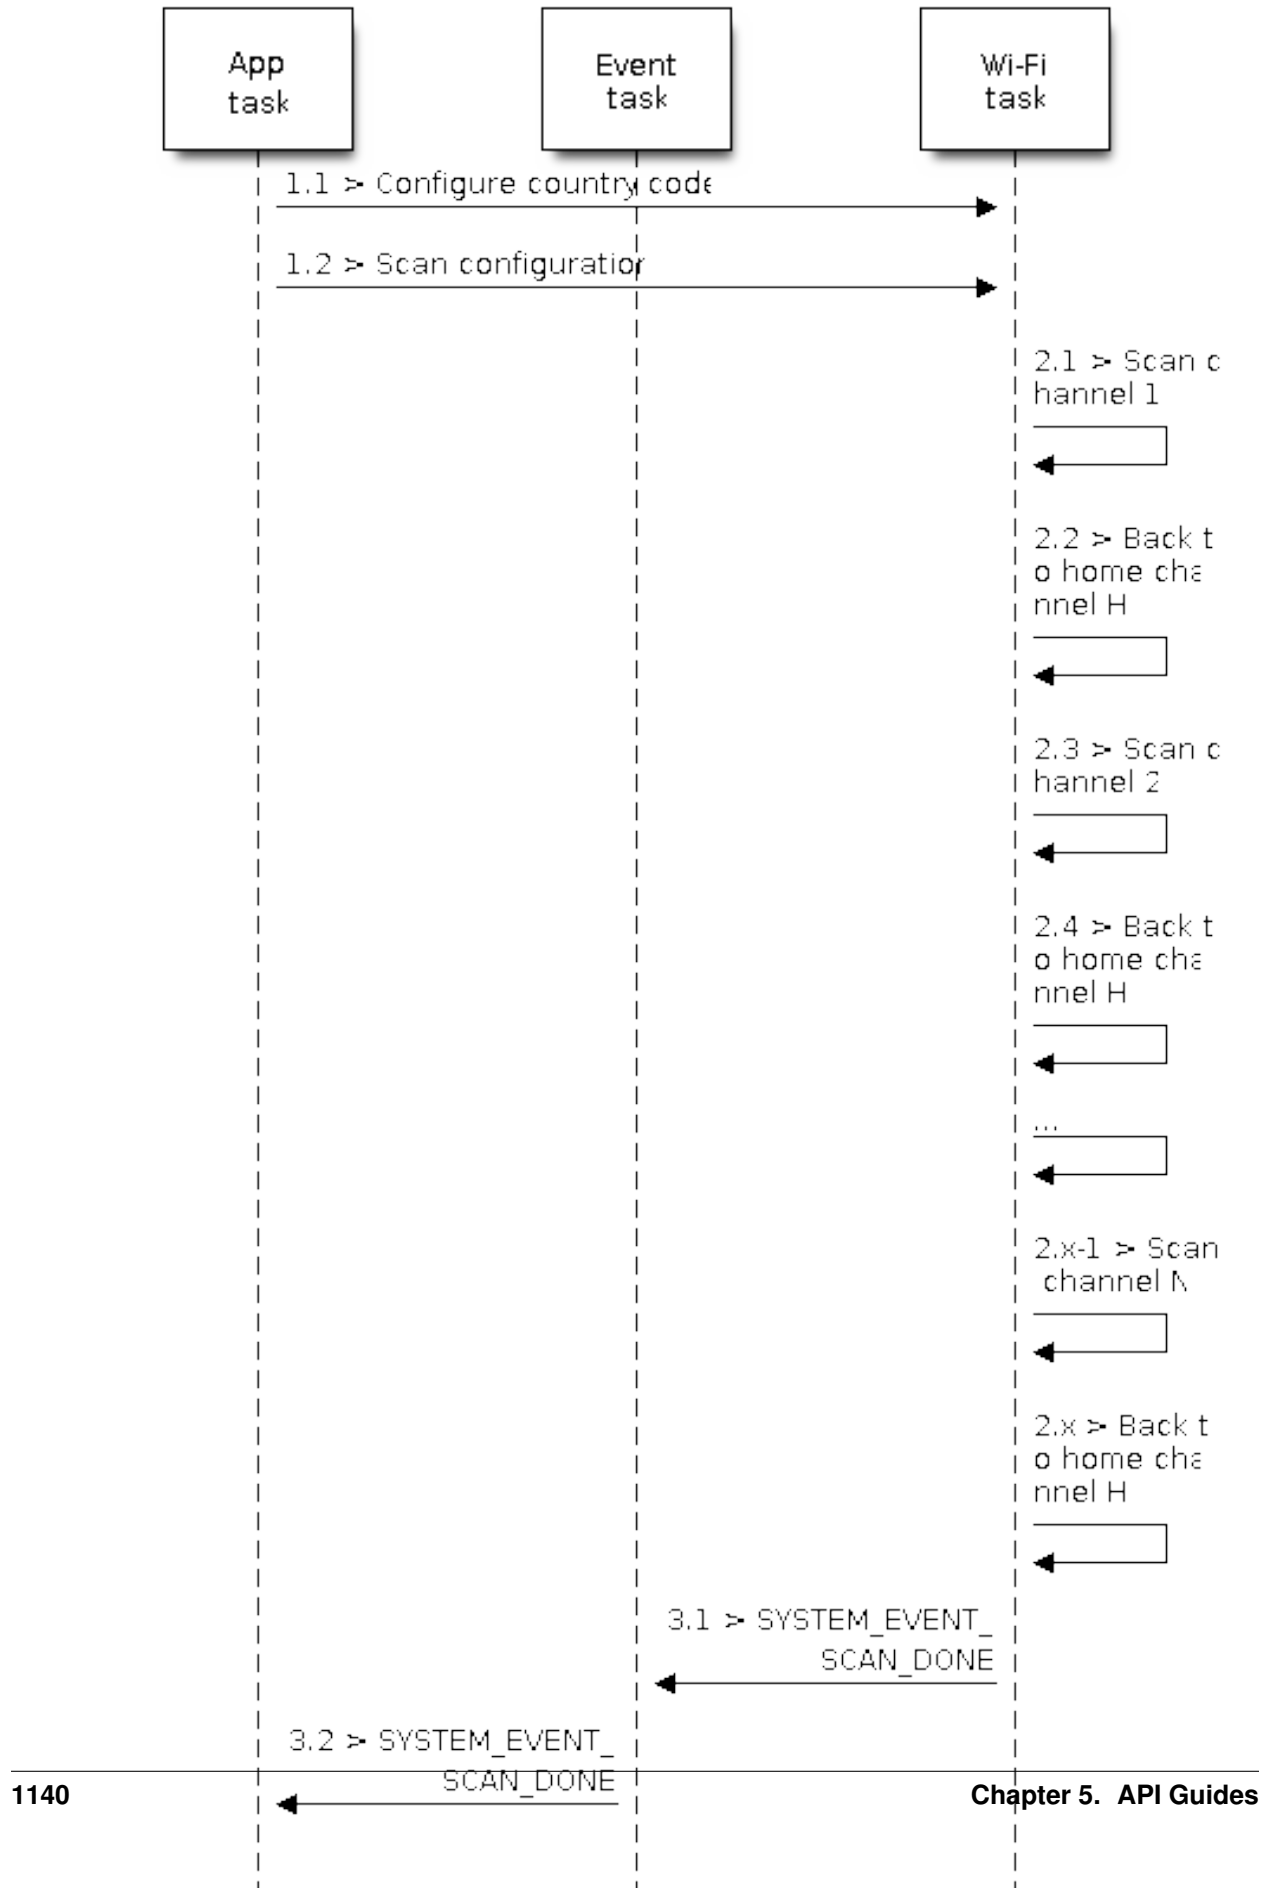 App
task
Event
task
Wi-Fi
task
1.1 > Configure country code
1.2 > Scan configuration
2.1 > Scan c
hannel 1
2.2 > Back t
o home cha
nnel H
2.3 > Scan c
hannel 2
2.4 > Back t
o home cha
nnel H
...
2.x-1 > Scan
channel N
2.x > Back t
o home cha
nnel H
3.1 > SYSTEM_EVENT_
SCAN_DONE
3.2 > SYSTEM_EVENT_
SCAN_DONE
1140 Chapter 5. API Guides